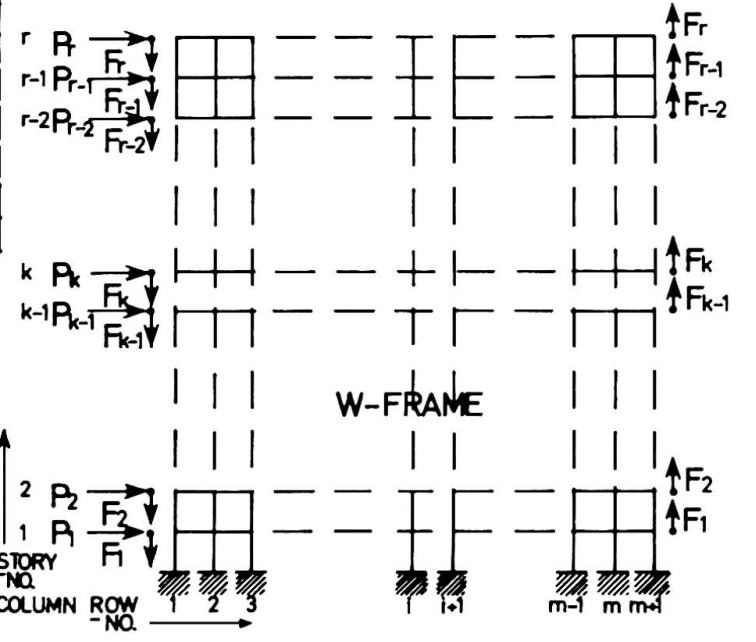 r Pr Fr Fr
r-1 Pr-1 Fr-1 Fr-1
r-2 Pr-2 Fr-2 Fr-2
k Pk Fk Fk
k-1 Pk-1 Fk-1 Fk-1
W-FRAME
2 P2 F2 F2
1 P1 F1 F1
STORY
NO.
1 2 3 i i+1 m-1 m m+1
COLUMN ROW
NO.